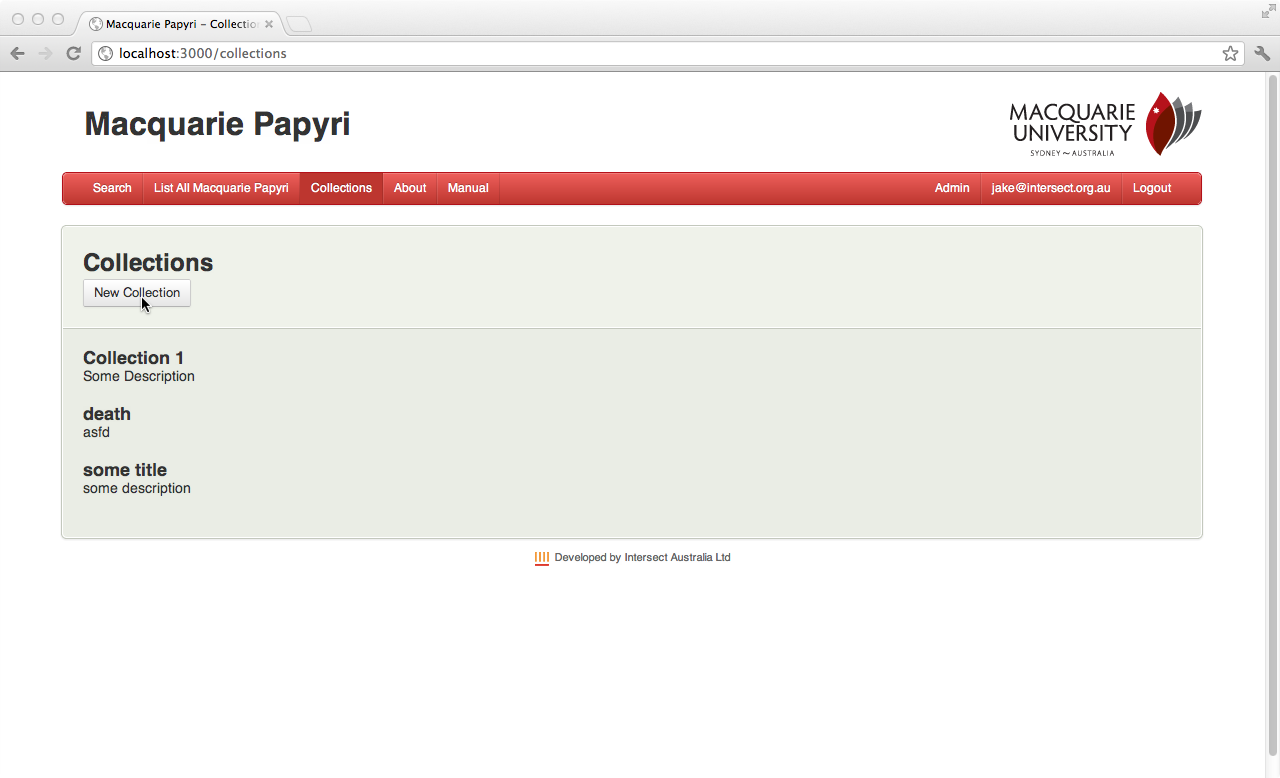 Macquarie Papyri – Collectio
localhost:3000/collections
Macquarie Papyri
MACQUARIE
UNIVERSITY
SYDNEY ~ AUSTRALIA
Search List All Macquarie Papyri Collections About Manual Admin jake@intersect.org.au Logout
Collections
New Collection
Collection 1
Some Description
death
asfd
some title
some description
Developed by Intersect Australia Ltd